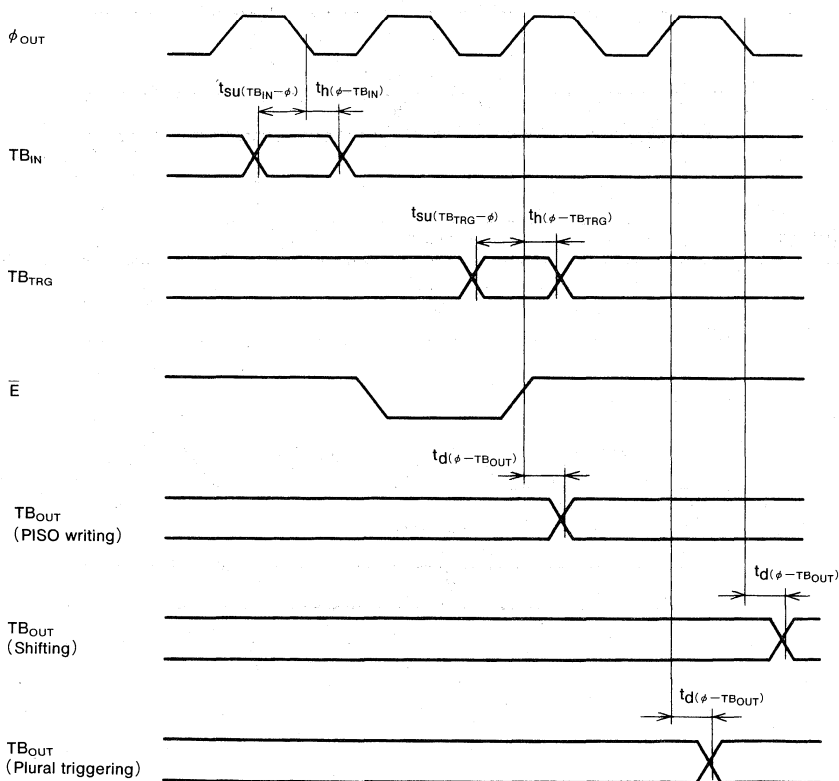 φOUT
tsu(TBIN-φ) th(φ-TBIN)
TBIN
tsu(TBTRG-φ) th(φ-TBTRG)
TBTRG
E̅
td(φ-TBOUT)
TBOUT
(PISO writing)
td(φ-TBOUT)
TBOUT
(Shifting)
td(φ-TBOUT)
TBOUT
(Plural triggering)